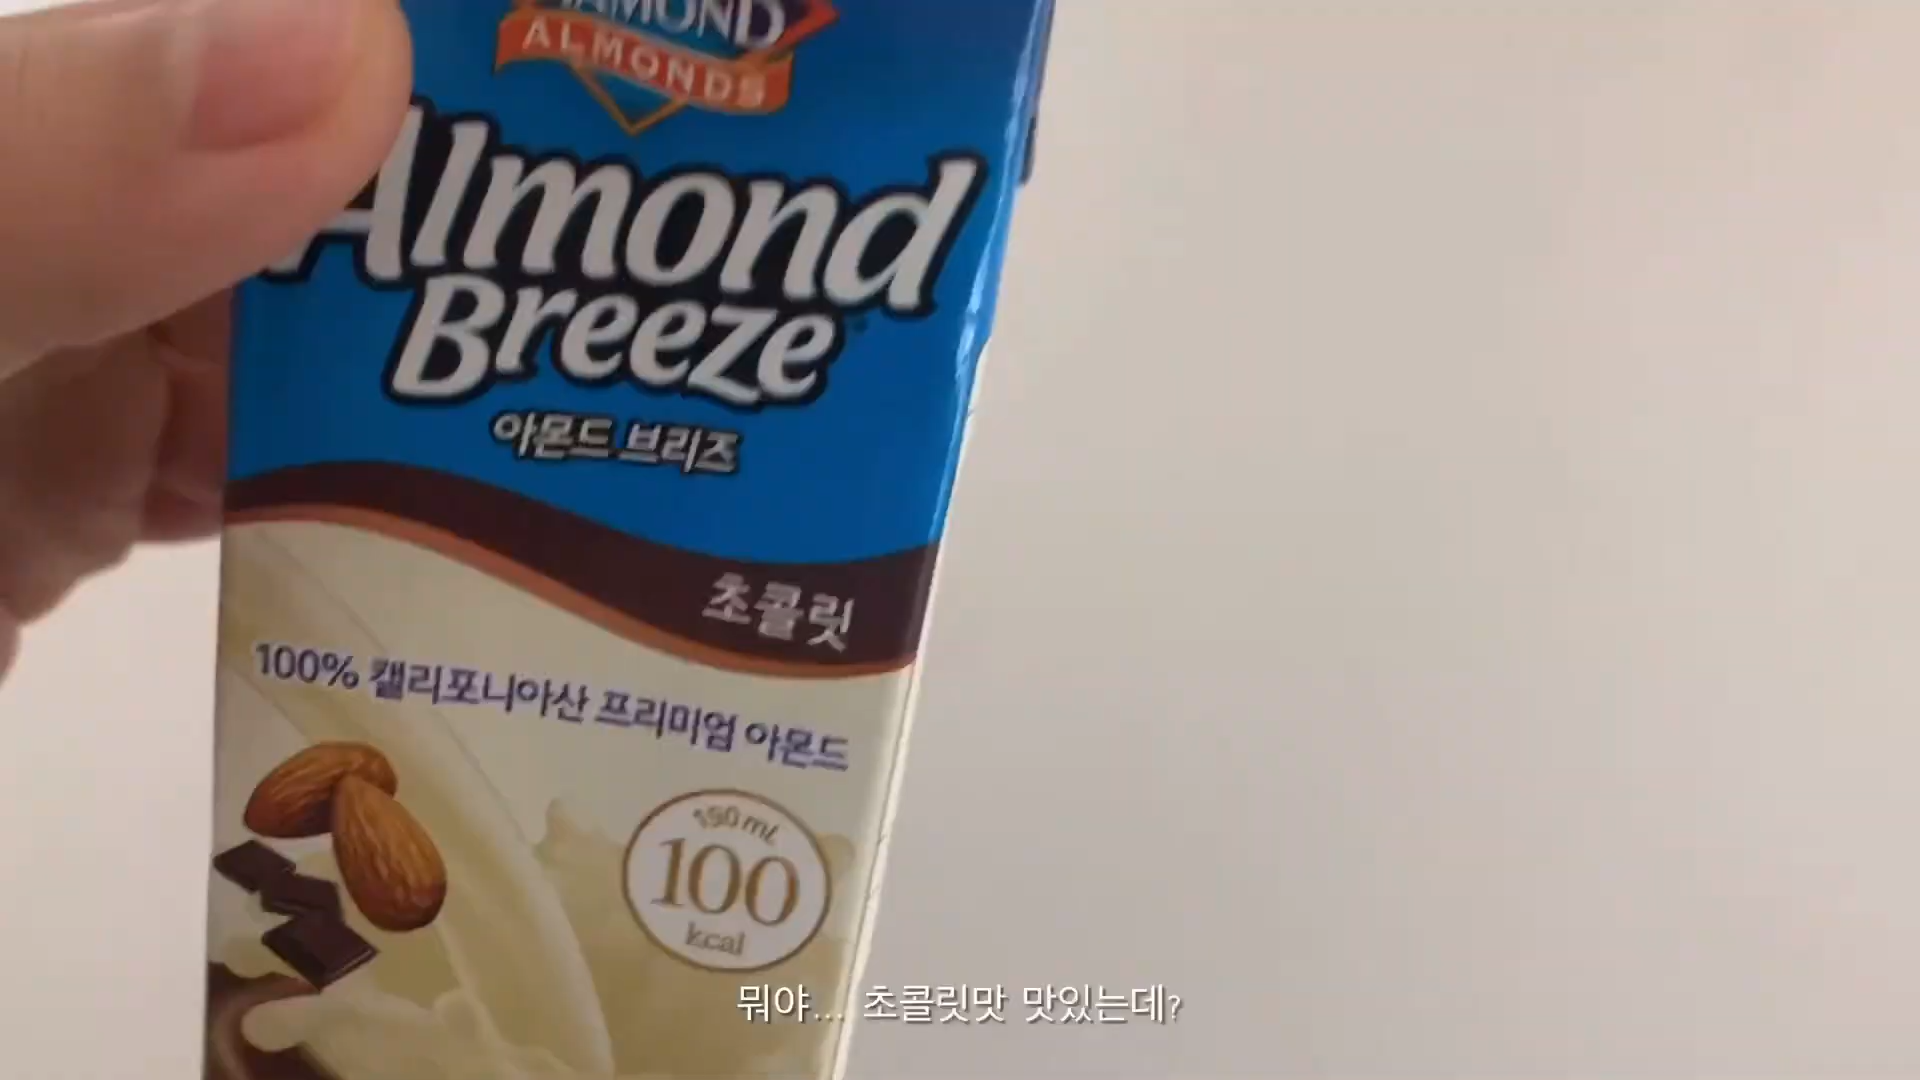 ALMONDS
Almond
Breeze
아몬드 브리즈
초콜릿
100% 캘리포니아산 프리미엄 아몬드
100
kcal
뭐야... 초콜릿맛 맛있는데?